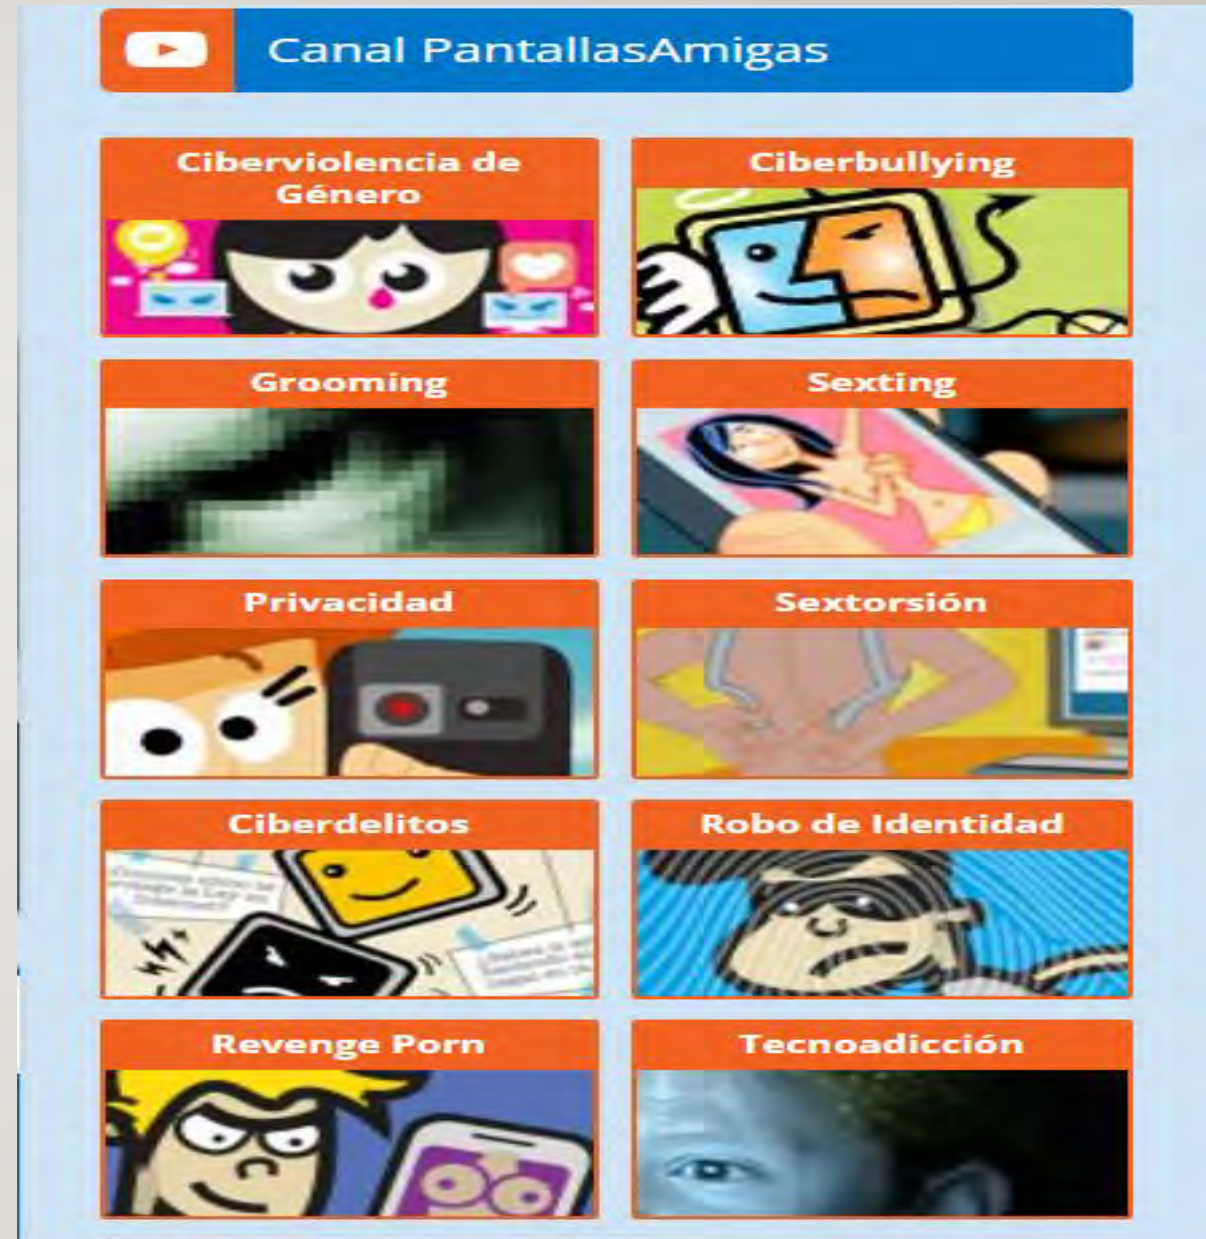 Canal PantallasAmigas
Ciberviolencia de
Género
Ciberbullying
Grooming
Sexting
Privacidad
Sextorsión
Ciberdelitos
Robo de Identidad
Revenge Porn
Tecnoadicción